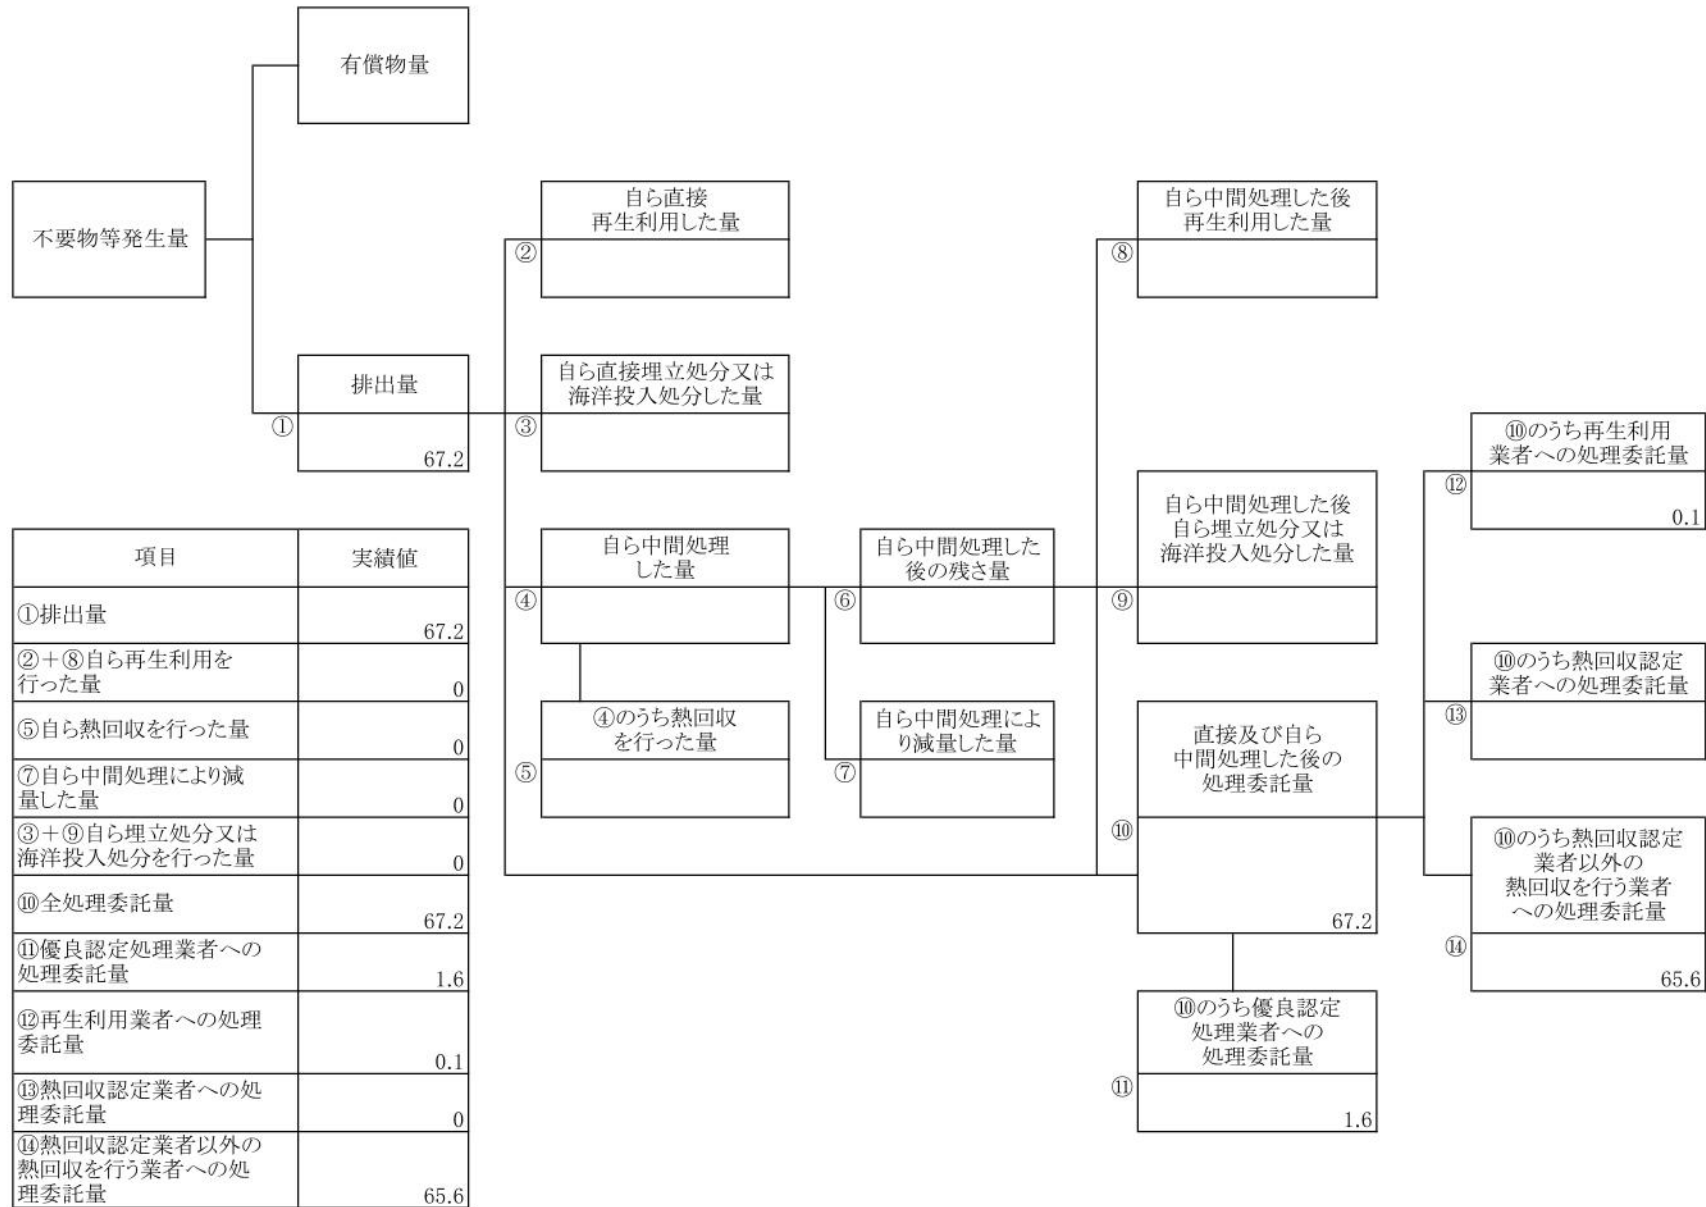 有償物量
不要物等発生量
自ら直接
再生利用した量
②
自ら中間処理した後
再生利用した量
⑧
排出量
①
67.2
自ら直接埋立処分又は
海洋投入処分した量
③
⑩のうち再生利用
業者への処理委託量
⑫
0.1
自ら中間処理した後
自ら埋立処分又は
海洋投入処分した量
⑨
自ら中間処理
した量
④
自ら中間処理した
後の残さ量
⑥
④のうち熱回収
を行った量
⑤
自ら中間処理によ
り減量した量
⑦
直接及び自ら
中間処理した後の
処理委託量
⑩
67.2
⑩のうち熱回収認定
業者への処理委託量
⑬
⑩のうち熱回収認定
業者以外の
熱回収を行う業者
への処理委託量
⑭
65.6
⑩のうち優良認定
処理業者への
処理委託量
⑪
1.6
項目 実績値
①排出量
67.2
②+⑧自ら再生利用を
行った量
0
⑤自ら熱回収を行った量
0
⑦自ら中間処理により減
量した量
0
③+⑨自ら埋立処分又は
海洋投入処分を行った量
0
⑩全処理委託量
67.2
⑪優良認定処理業者への
処理委託量
1.6
⑫再生利用業者への処理
委託量
0.1
⑬熱回収認定業者への処
理委託量
0
⑭熱回収認定業者以外の
熱回収を行う業者への処
理委託量
65.6